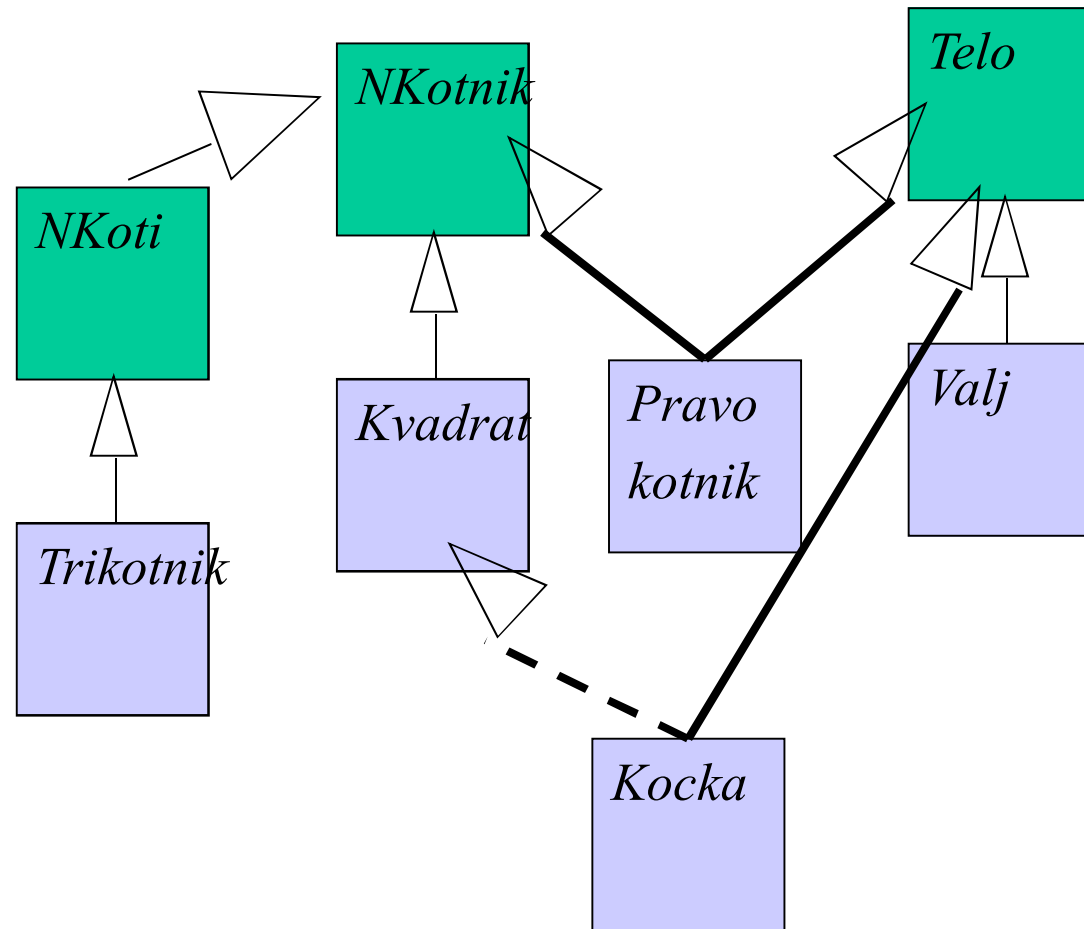 NKotnik
Telo
NKoti
Kvadrat
Pravo
kotnik
Valj
Trikotnik
Kocka